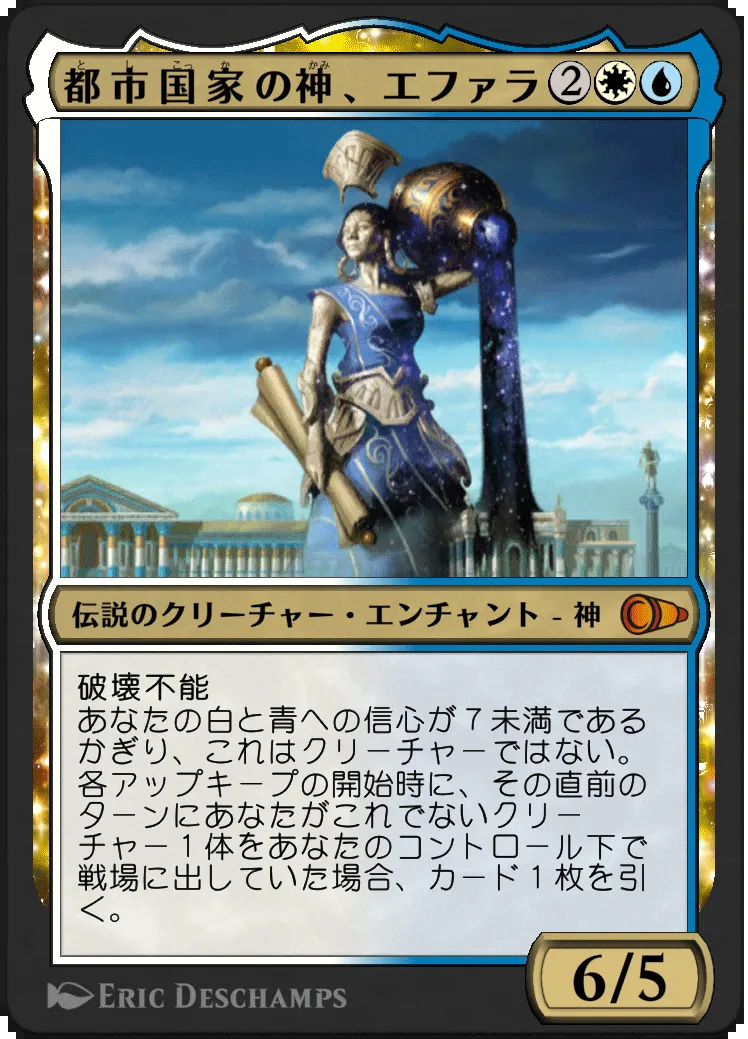 都市国家の神、エファラ 2
伝説のクリーチャー・エンチャント - 神
破壊不能
あなたの白と青への信心が７未満である
かぎり、これはクリーチャーではない。
各アップキープの開始時に、その直前の
ターンにあなたがこれでないクリー
チャー１体をあなたのコントロール下で
戦場に出していた場合、カード１枚を引
く。
6/5
ERIC DESCHAMPS